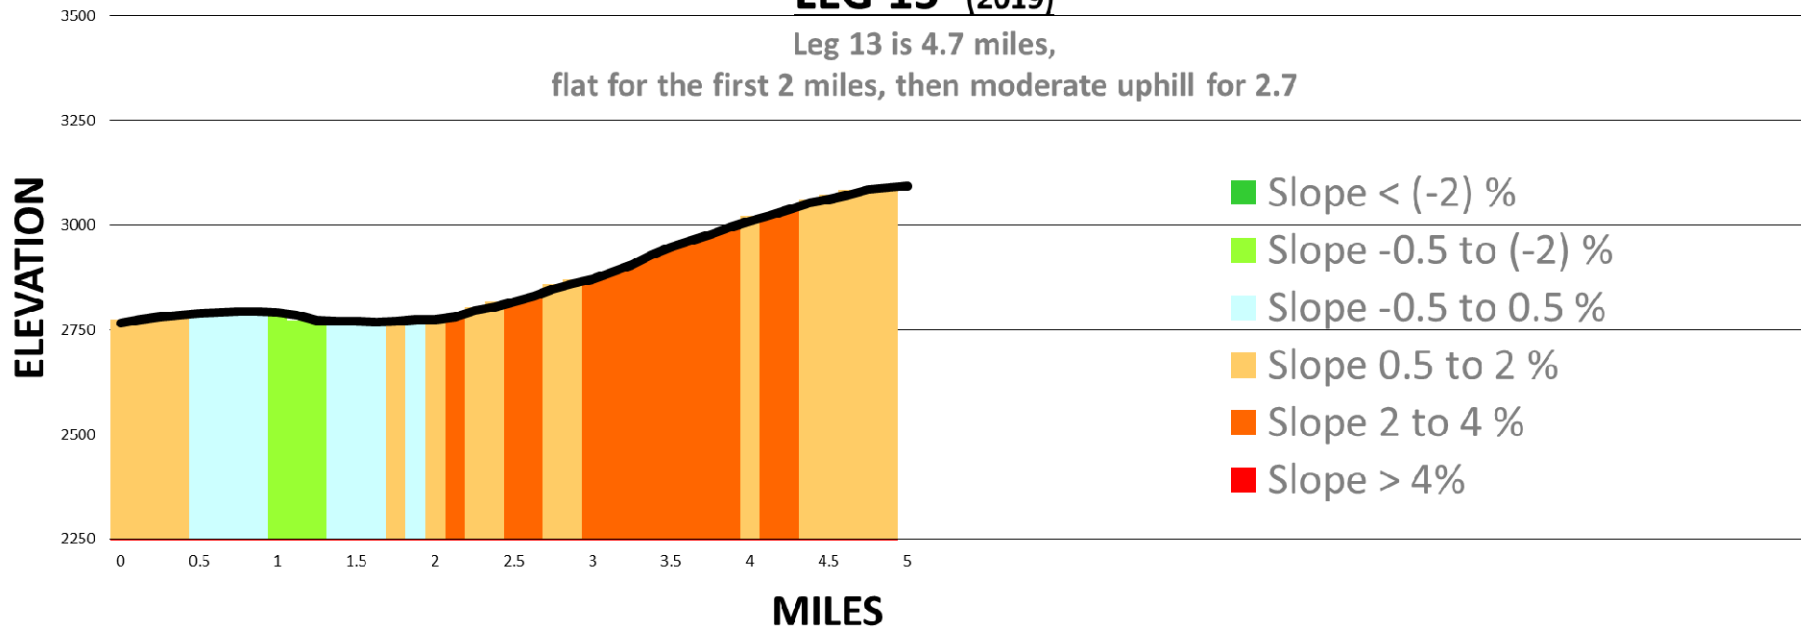 LEG 13 (2019)
Leg 13 is 4.7 miles,
flat for the first 2 miles, then moderate uphill for 2.7
3500
3250
3000
2750
2500
2250
ELEVATION
0 0.5 1 1.5 2 2.5 3 3.5 4 4.5 5
MILES
Slope < (-2) %
Slope -0.5 to (-2) %
Slope -0.5 to 0.5 %
Slope 0.5 to 2 %
Slope 2 to 4 %
Slope > 4%